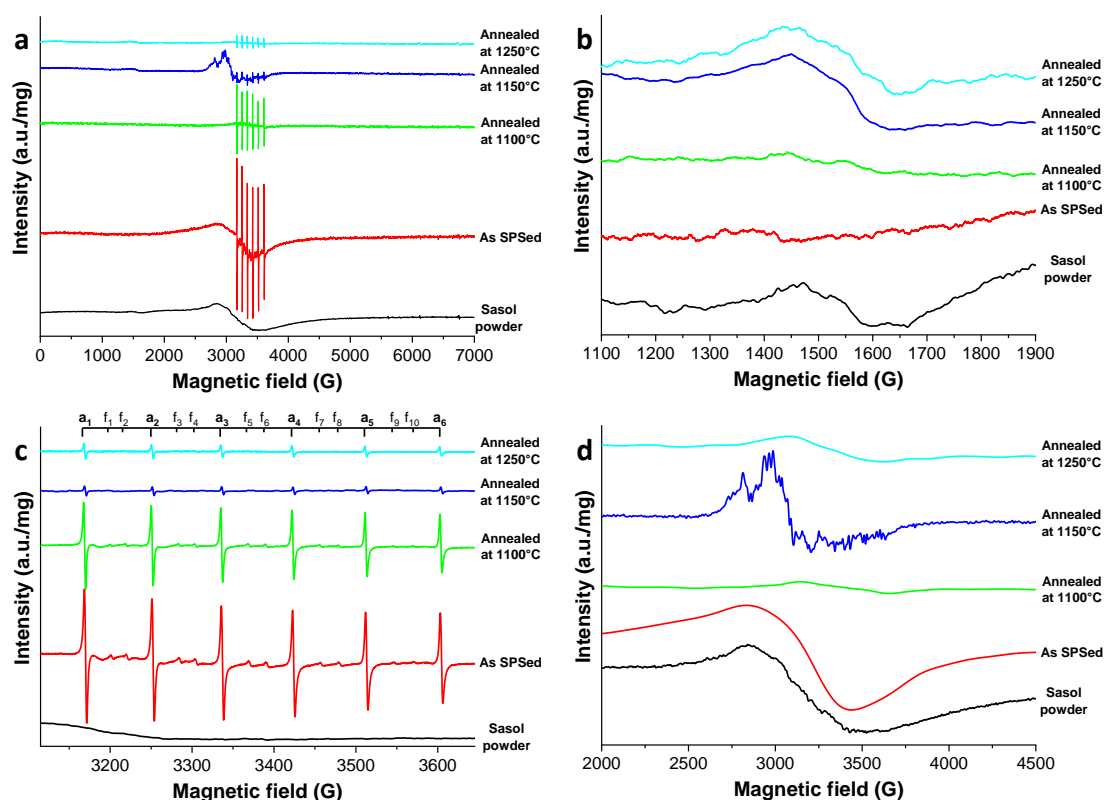 a
Intensity (a.u./mg)
Annealed
at 1250°C
Annealed
at 1150°C
Annealed
at 1100°C
As SPSed
Sasol
powder
0 1000 2000 3000 4000 5000 6000 7000
Magnetic field (G)
b
Intensity (a.u./mg)
Annealed
at 1250°C
Annealed
at 1150°C
Annealed
at 1100°C
As SPSed
Sasol
powder
1100 1200 1300 1400 1500 1600 1700 1800 1900
Magnetic field (G)
c
a1 f1 f2 a2 f3 f4 a3 f5 f6 a4 f7 f8 a5 f9 f10 a6
Intensity (a.u./mg)
Annealed
at 1250°C
Annealed
at 1150°C
Annealed
at 1100°C
As SPSed
Sasol
powder
3200 3300 3400 3500 3600
Magnetic field (G)
d
Intensity (a.u./mg)
Annealed
at 1250°C
Annealed
at 1150°C
Annealed
at 1100°C
As SPSed
Sasol
powder
2000 2500 3000 3500 4000 4500
Magnetic field (G)